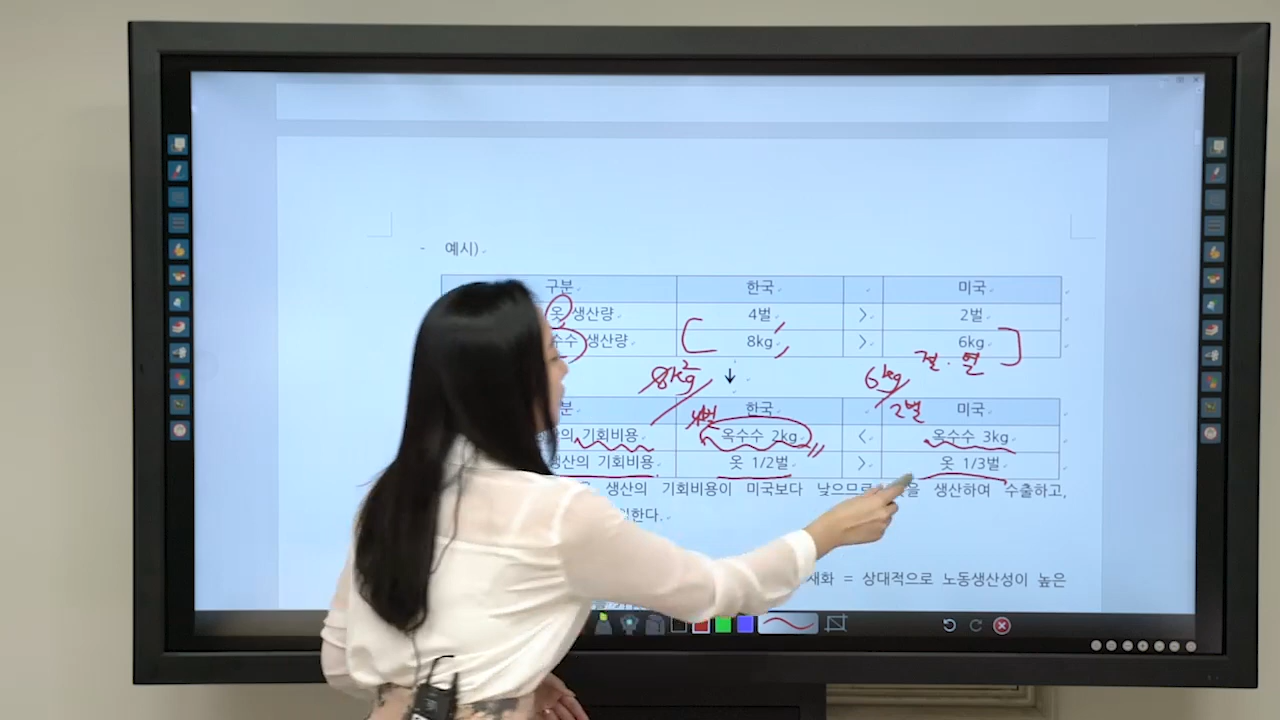 - 예시)
구분 한국 미국
옷 생산량 4벌 > 2벌
수수 생산량 8kg > 6kg
절.열
8kg 2 ↓ 6kg
4벌 2벌
분 한국 미국
의 기회비용 옥수수 2kg < 옥수수 3kg
생산의 기회비용 옷 1/2벌 > 옷 1/3벌
생산의 기회비용이 미국보다 낮으므로 을 생산하여 수출하고,
한다.
= 상대적으로 노동생산성이 높은